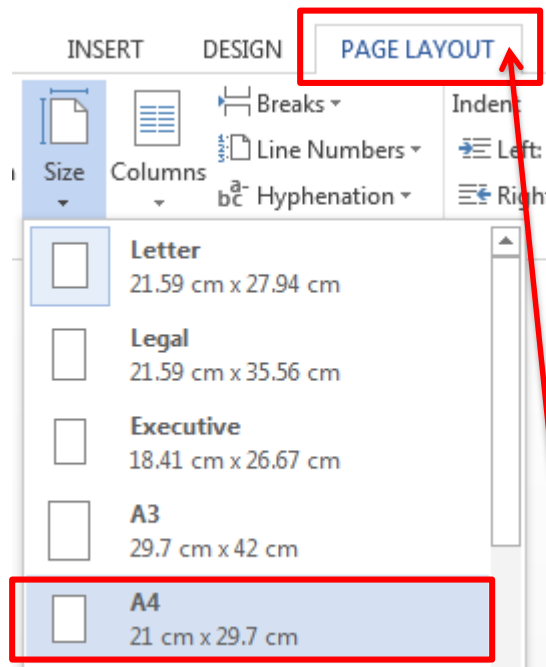 INSERT DESIGN PAGE LAYOUT
Breaks Indent
Line Numbers Left:
Size Columns
Hyphenation Right
Letter
21.59 cm x 27.94 cm
Legal
21.59 cm x 35.56 cm
Executive
18.41 cm x 26.67 cm
A3
29.7 cm x 42 cm
A4
21 cm x 29.7 cm